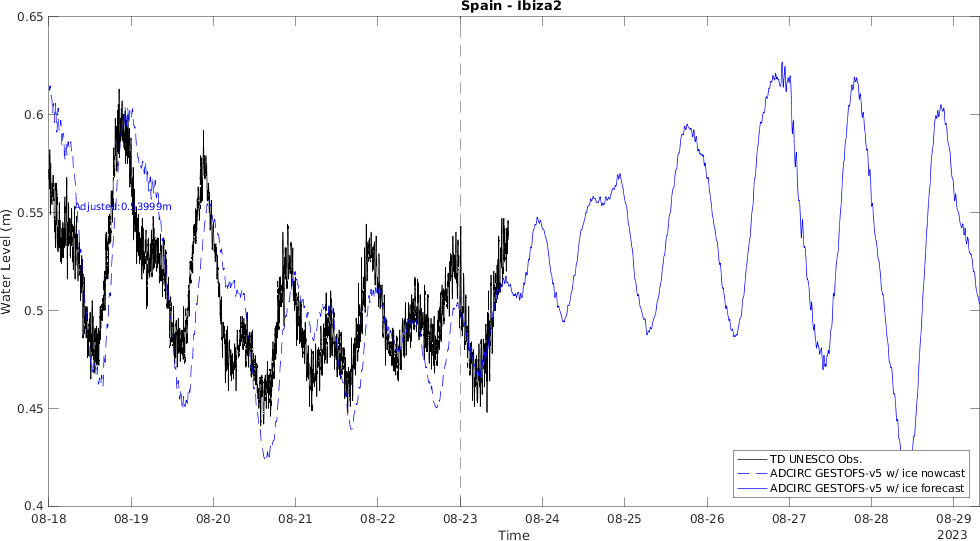 Spain - Ibiza2
Water Level (m)
0.65
0.6
0.55
0.5
0.45
0.4
Adjusted:0.53999m
TD UNESCO Obs.
ADCIRC GESTOFS-v5 w/ ice nowcast
ADCIRC GESTOFS-v5 w/ ice forecast
08-18 08-19 08-20 08-21 08-22 08-23 08-24 08-25 08-26 08-27 08-28 08-29
Time
2023